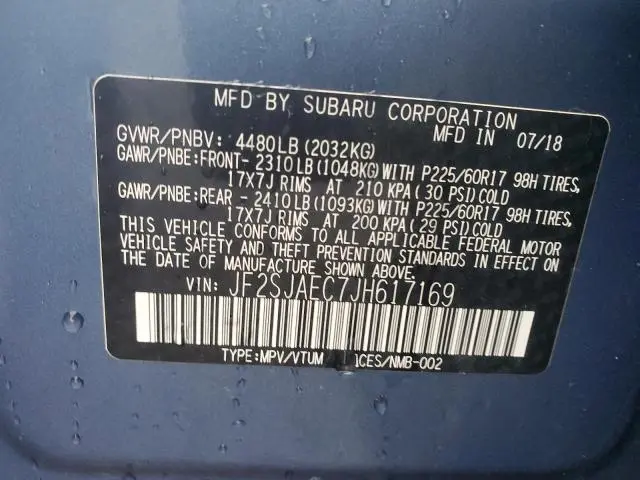 MFD BY SUBARU CORPORATION
MFD IN 07/18
GVWR/PNBV: 4480LB (2032KG)
GAWR/PNBE:FRONT- 2310LB (1048KG) WITH P225/60R17 98H TIRES,
17X7J RIMS AT 210 KPA ( 30 PSI) COLD
GAWR/PNBE:REAR - 2410LB (1093KG) WITH P225/60R17 98H TIRES,
17X7J RIMS AT 200 KPA ( 29 PSI) COLD
THIS VEHICLE CONFORMS TO ALL APPLICABLE FEDERAL MOTOR
VEHICLE SAFETY AND THEFT PREVENTION STANDARDS IN EFFECT ON
THE DATE OF MANUFACTURE SHOWN ABOVE.
VIN: JF2SJAEC7JH617169
TYPE:MPV/VTUM ICES/NMB-002